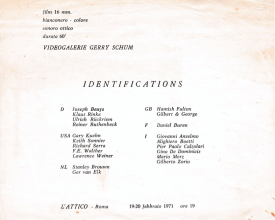 film 16 mm.
bianconero - colore
sonoro ottico
durata 60'
VIDEOGALERIE GERRY SCHUM
IDENTIFICATIONS
D Joseph Beuys
Klaus Rinke
Ulrich Rückriem
Reiner Ruthenbeck
USA Gary Kuehn
Keith Sonnier
Richard Serra
F.E. Walther
Lawrence Weiner
NL Stanley Brouwn
Ger van Elk
GB Hamish Fulton
Gilbert & George
F Daniel Buren
I Giovanni Anselmo
Alighiero Boetti
Pier Paolo Calzolari
Gino De Dominicis
Mario Merz
Gilberto Zorio
L'ATTICO - Roma 19-20 febbraio 1971 ore 19